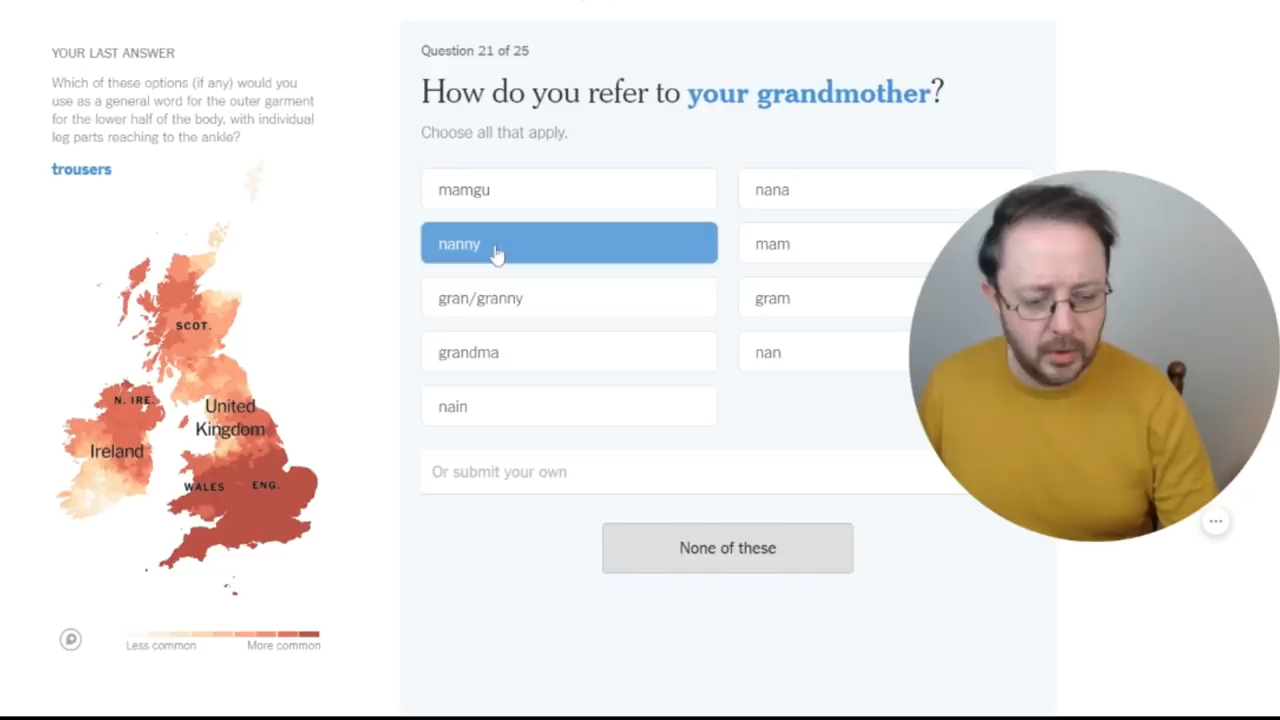 YOUR LAST ANSWER
Which of these options (if any) would you
use as a general word for the outer garment
for the lower half of the body, with individual
leg parts reaching to the ankle?
trousers
SCOT.
N. IRE.
United
Kingdom
Ireland
WALES
ENG.
Less common
More common
Question 21 of 25
How do you refer to your grandmother?
Choose all that apply.
mamgu
nana
nanny
mam
gran/granny
gram
grandma
nan
nain
Or submit your own
None of these